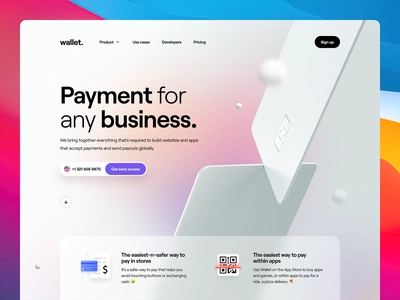 wallet.
Product
Use cases
Developers
Pricing
Sign up
Payment for
any business.
We bring together everything that's required to build websites and apps
that accept payments and send payouts globally.
+1 321 456 9870
Get early access
The easiest-n-safer way to
pay in stores
It's a safer way to pay that helps you
avoid touching buttons or exchanging
cash. 😉
$
The easiest way to pay
within apps
Use Wallet on the App Store to buy apps
and games, or within apps to pay for a
ride, a pizza delivery. 🍕